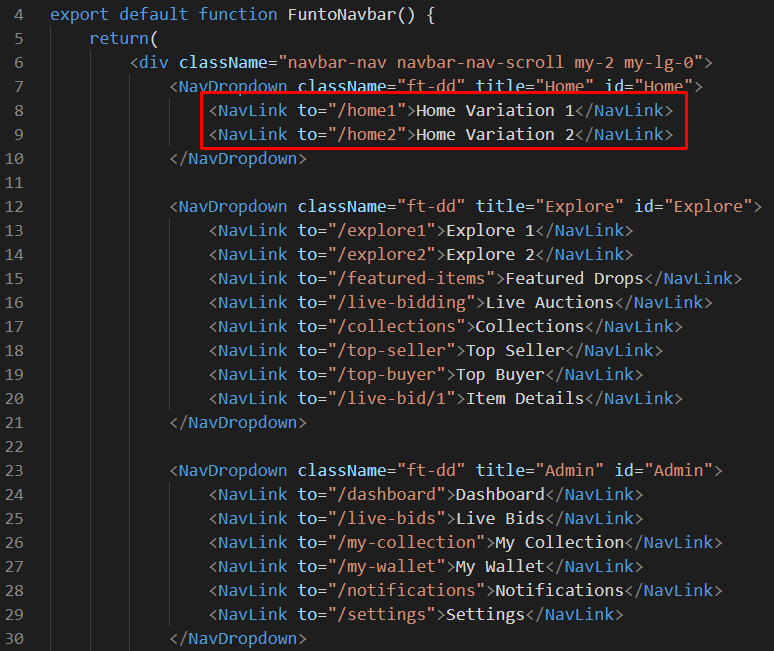 4 export default function FuntoNavbar() {
5 return(
6 <div className="navbar-nav navbar-nav-scroll my-2 my-lg-0">
7 <NavDropdown className="ft-dd" title="Home" id="Home">
8 <NavLink to="/home1">Home Variation 1</NavLink>
9 <NavLink to="/home2">Home Variation 2</NavLink>
10 </NavDropdown>
11
12 <NavDropdown className="ft-dd" title="Explore" id="Explore">
13 <NavLink to="/explore1">Explore 1</NavLink>
14 <NavLink to="/explore2">Explore 2</NavLink>
15 <NavLink to="/featured-items">Featured Drops</NavLink>
16 <NavLink to="/live-bidding">Live Auctions</NavLink>
17 <NavLink to="/collections">Collections</NavLink>
18 <NavLink to="/top-seller">Top Seller</NavLink>
19 <NavLink to="/top-buyer">Top Buyer</NavLink>
20 <NavLink to="/live-bid/1">Item Details</NavLink>
21 </NavDropdown>
22
23 <NavDropdown className="ft-dd" title="Admin" id="Admin">
24 <NavLink to="/dashboard">Dashboard</NavLink>
25 <NavLink to="/live-bids">Live Bids</NavLink>
26 <NavLink to="/my-collection">My Collection</NavLink>
27 <NavLink to="/my-wallet">My Wallet</NavLink>
28 <NavLink to="/notifications">Notifications</NavLink>
29 <NavLink to="/settings">Settings</NavLink>
30 </NavDropdown>